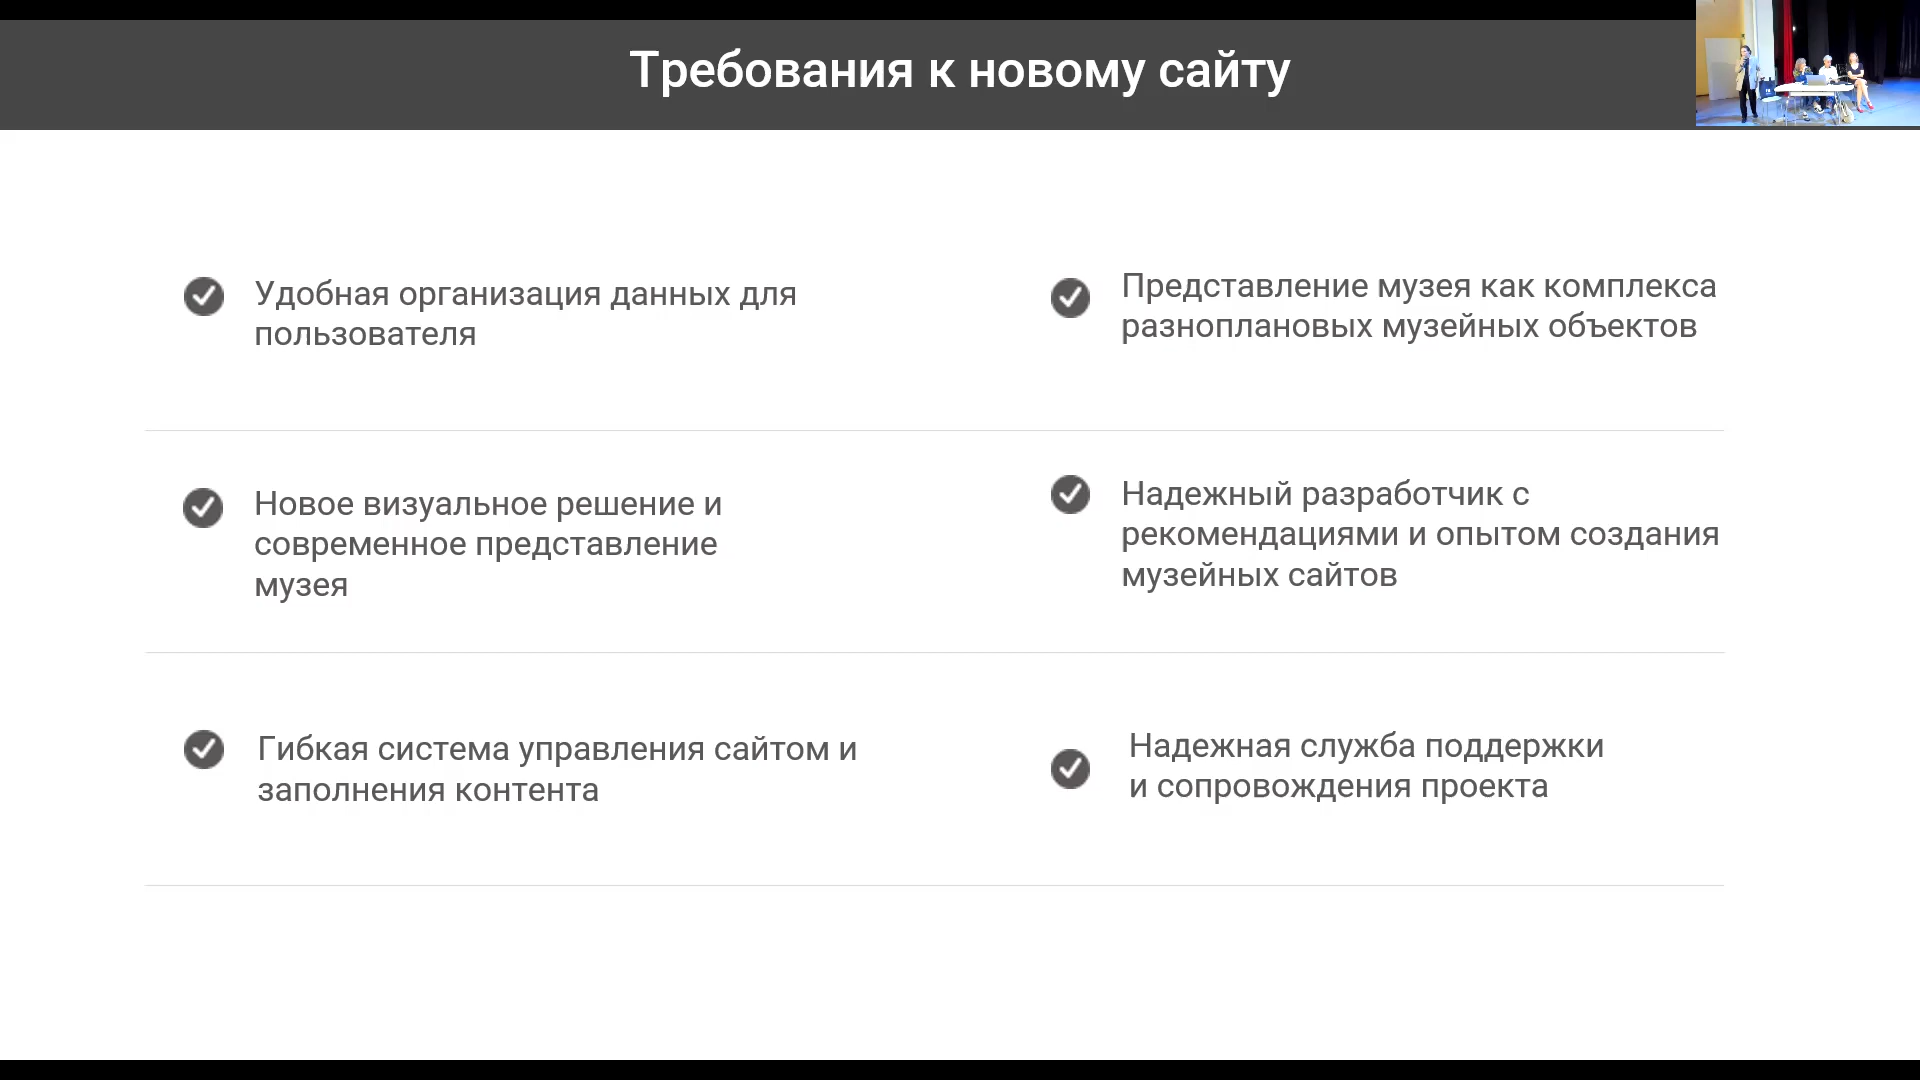 Требования к новому сайту
Удобная организация данных для
пользователя
Представление музея как комплекса
разноплановых музейных объектов
Новое визуальное решение и
современное представление
музея
Надежный разработчик с
рекомендациями и опытом создания
музейных сайтов
Гибкая система управления сайтом и
заполнения контента
Надежная служба поддержки
и сопровождения проекта